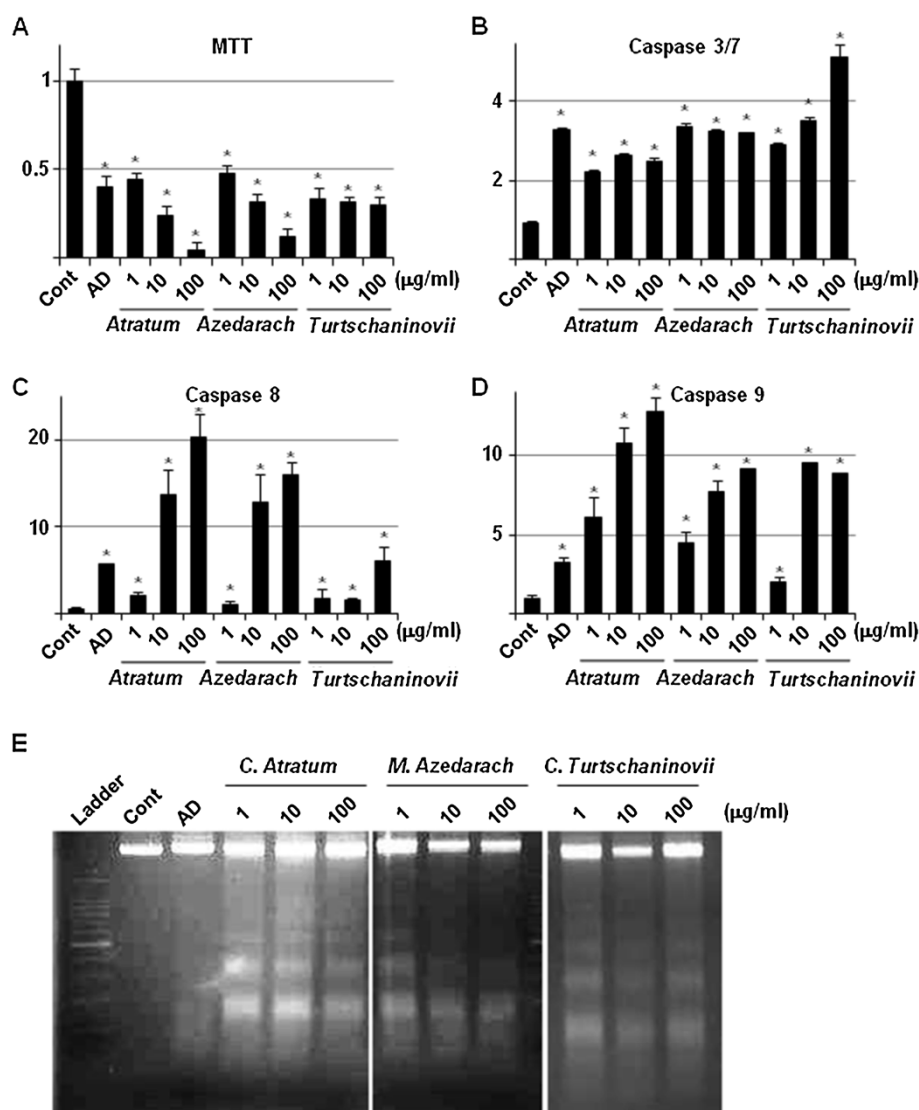 A
MTT
1
0.5
Cont AD 1 10 100 1 10 100 1 10 100 (μg/ml)
Atratum Azedarach Turtschaninovii
B
Caspase 3/7
4
2
Cont AD 1 10 100 1 10 100 1 10 100 (μg/ml)
Atratum Azedarach Turtschaninovii
C
Caspase 8
20
10
Cont AD 1 10 100 1 10 100 1 10 100 (μg/ml)
Atratum Azedarach Turtschaninovii
D
Caspase 9
10
5
Cont AD 1 10 100 1 10 100 1 10 100 (μg/ml)
Atratum Azedarach Turtschaninovii
E
C. Atratum M. Azedarach C. Turtschaninovii
Ladder Cont AD 1 10 100 1 10 100 1 10 100 (μg/ml)